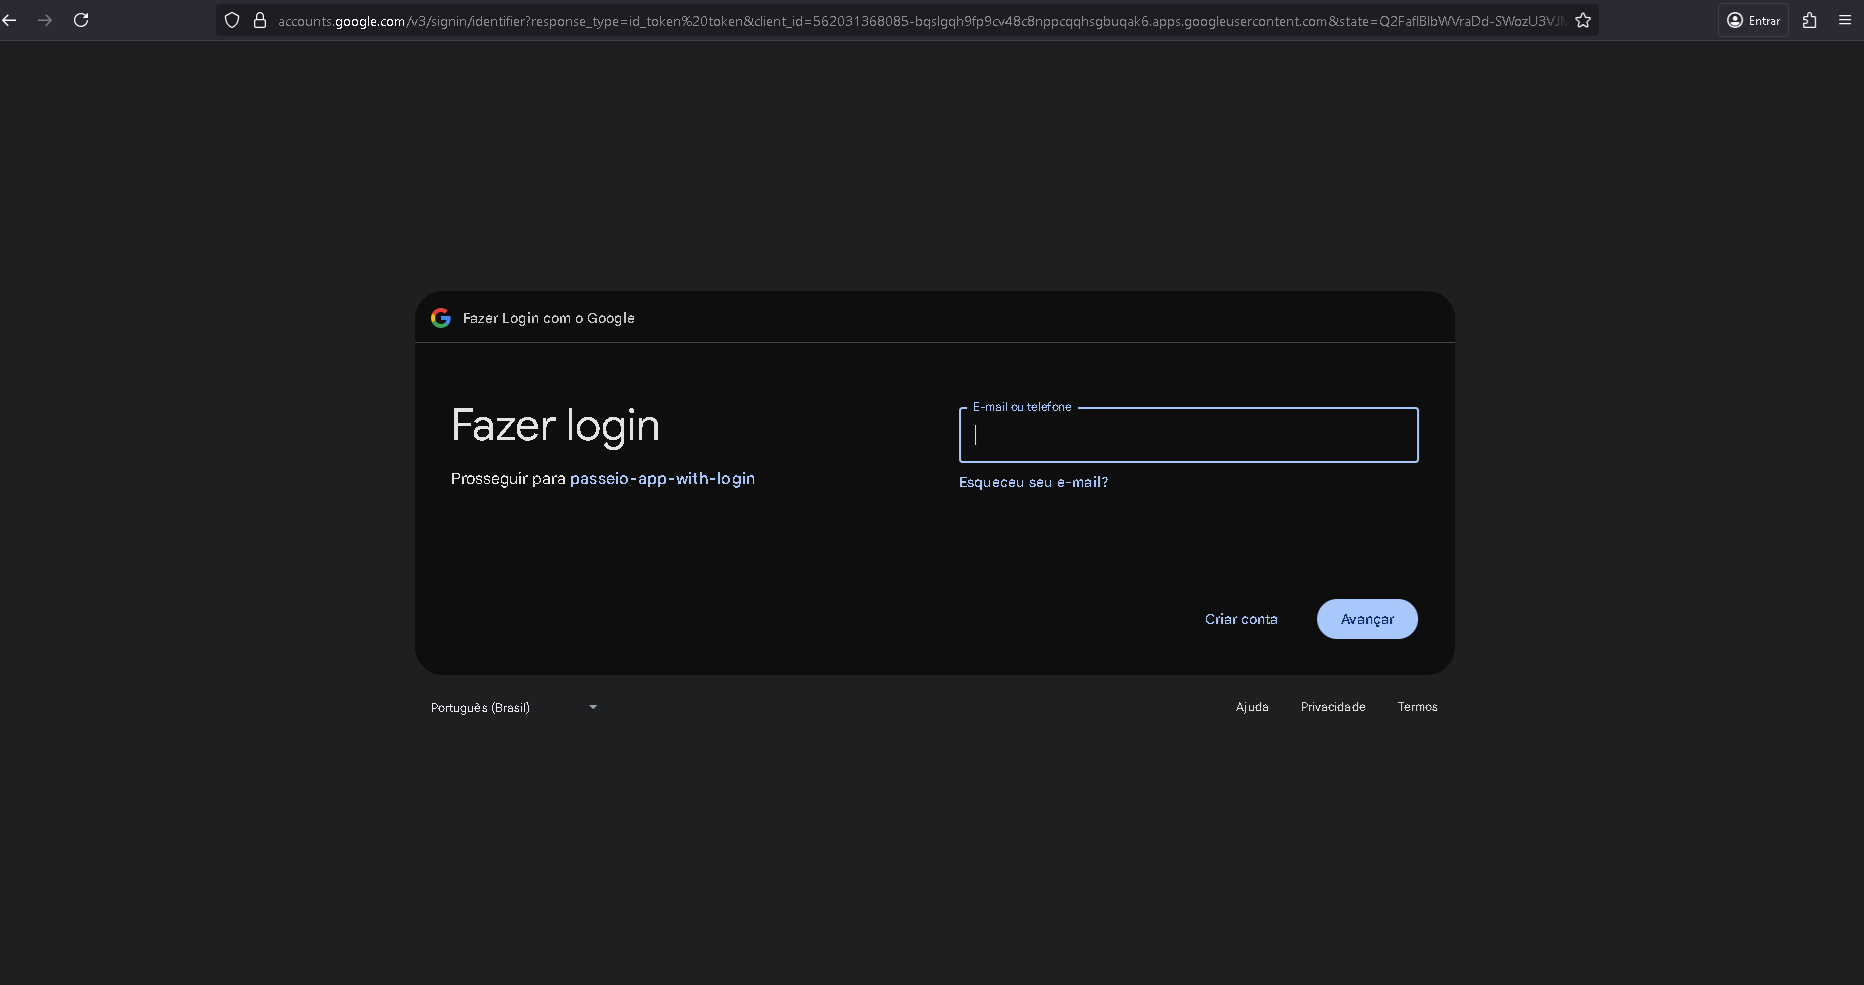 accounts.google.com/v3/signin/identifier?response_type=id_token%20token&client_id=562031368085-bqslgqh9fp9cv48c8nppcqqhsgbuqak6.apps.googleusercontent.com&state=Q2FaflBlbWVraDd-SWozU3VJ
Entrar
Fazer Login com o Google
Fazer login
Prosseguir para passeio-app-with-login
E-mail ou telefone
Esqueceu seu e-mail?
Criar conta
Avançar
Português (Brasil)
Ajuda
Privacidade
Termos